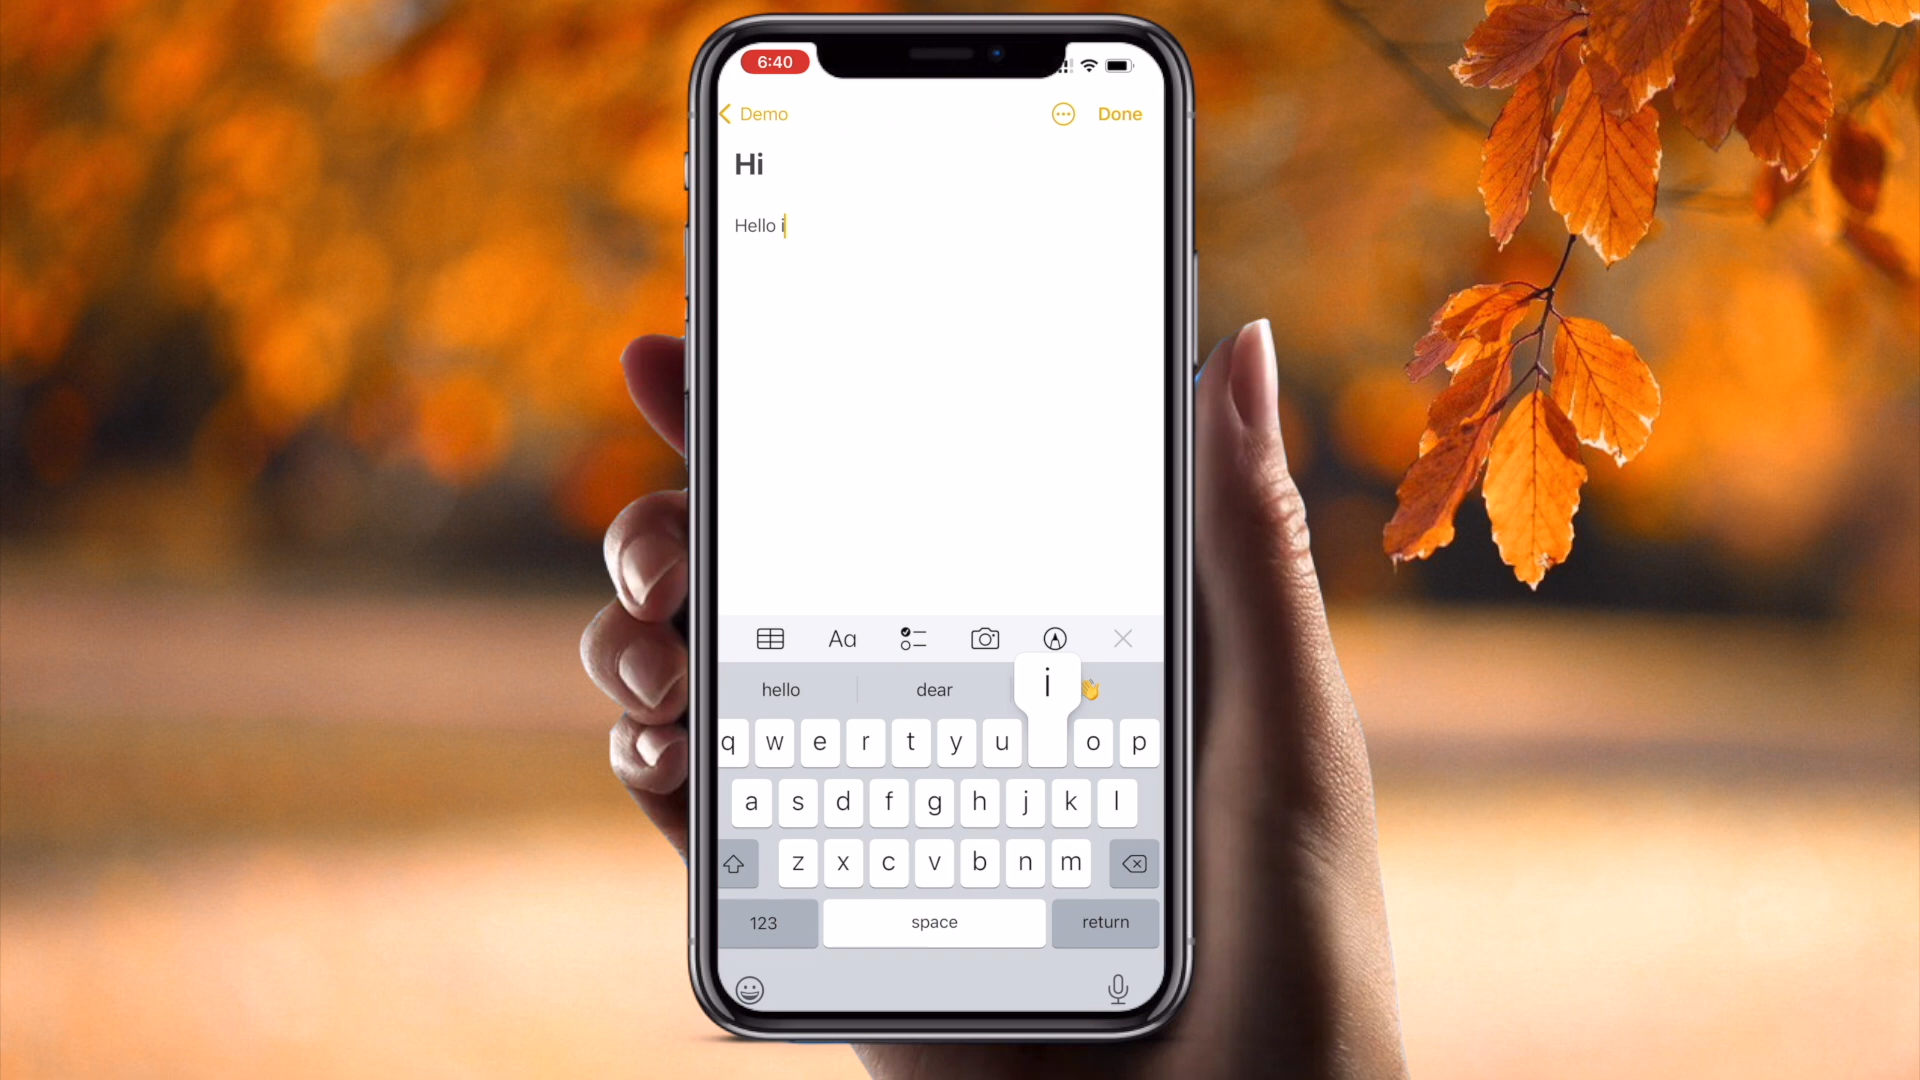 6:40
Demo
Done
Hi
Hello i
Aa
hello dear
i
q w e r t y u o p
a s d f g h j k l
z x c v b n m
123 space return